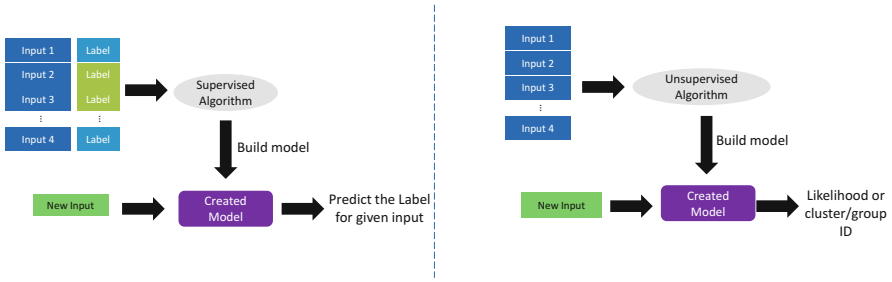 Input 1 Label
Input 2 Label
Input 3 Label
... ...
Input 4 Label
Supervised
Algorithm
Build model
New Input
Created
Model
Predict the Label
for given input
Input 1
Input 2
Input 3
...
Input 4
Unsupervised
Algorithm
Build model
New Input
Created
Model
Likelihood or
cluster/group
ID